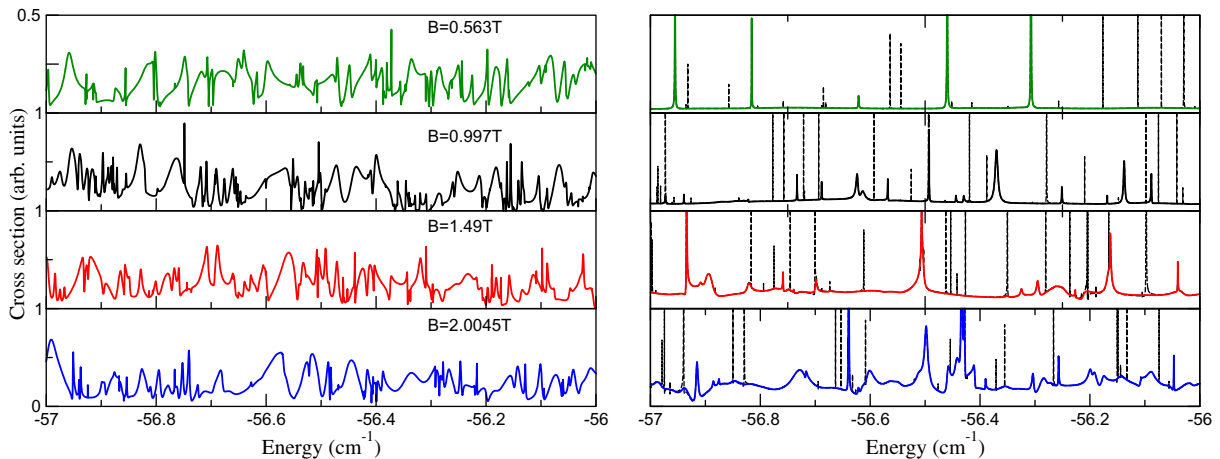 0.5
B=0.563T
1
B=0.997T
1
B=1.49T
1
B=2.0045T
0
Cross section (arb. units)
-57 -56.8 -56.6 -56.4 -56.2 -56
Energy (cm-1)
-57 -56.8 -56.6 -56.4 -56.2 -56
Energy (cm-1)